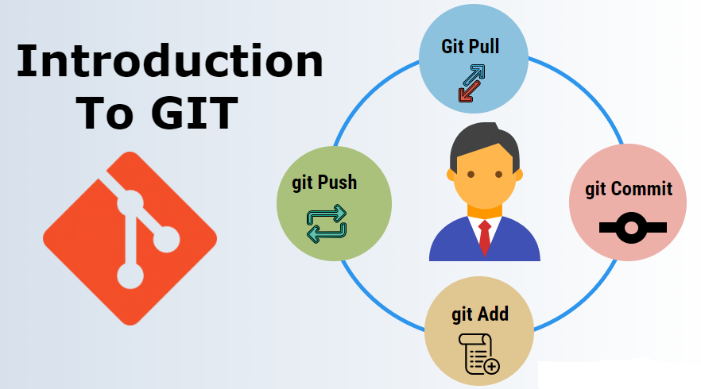 Introduction
To GIT
Git Pull
git Push
git Commit
git Add